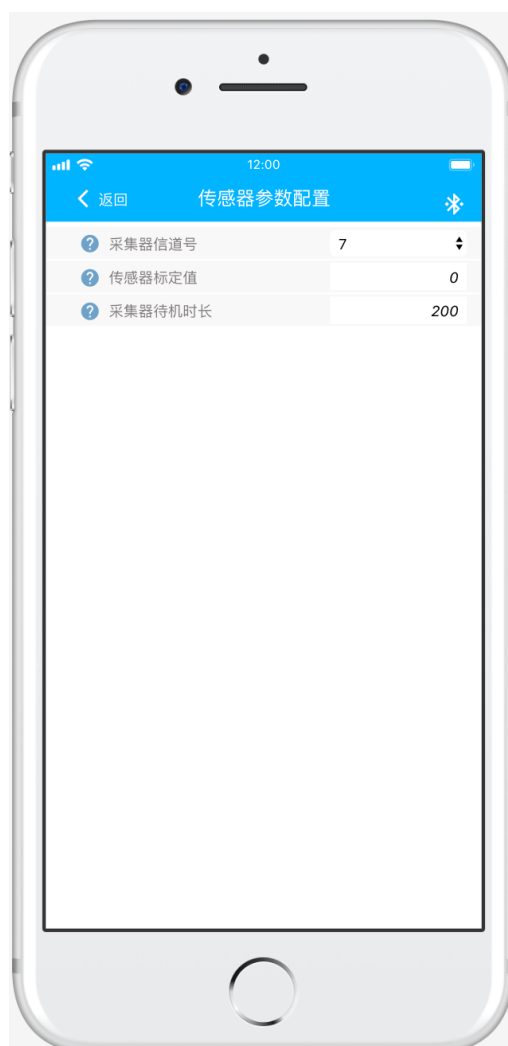 12:00
返回 传感器参数配置
? 采集器信道号 7
? 传感器标定值 0
? 采集器待机时长 200